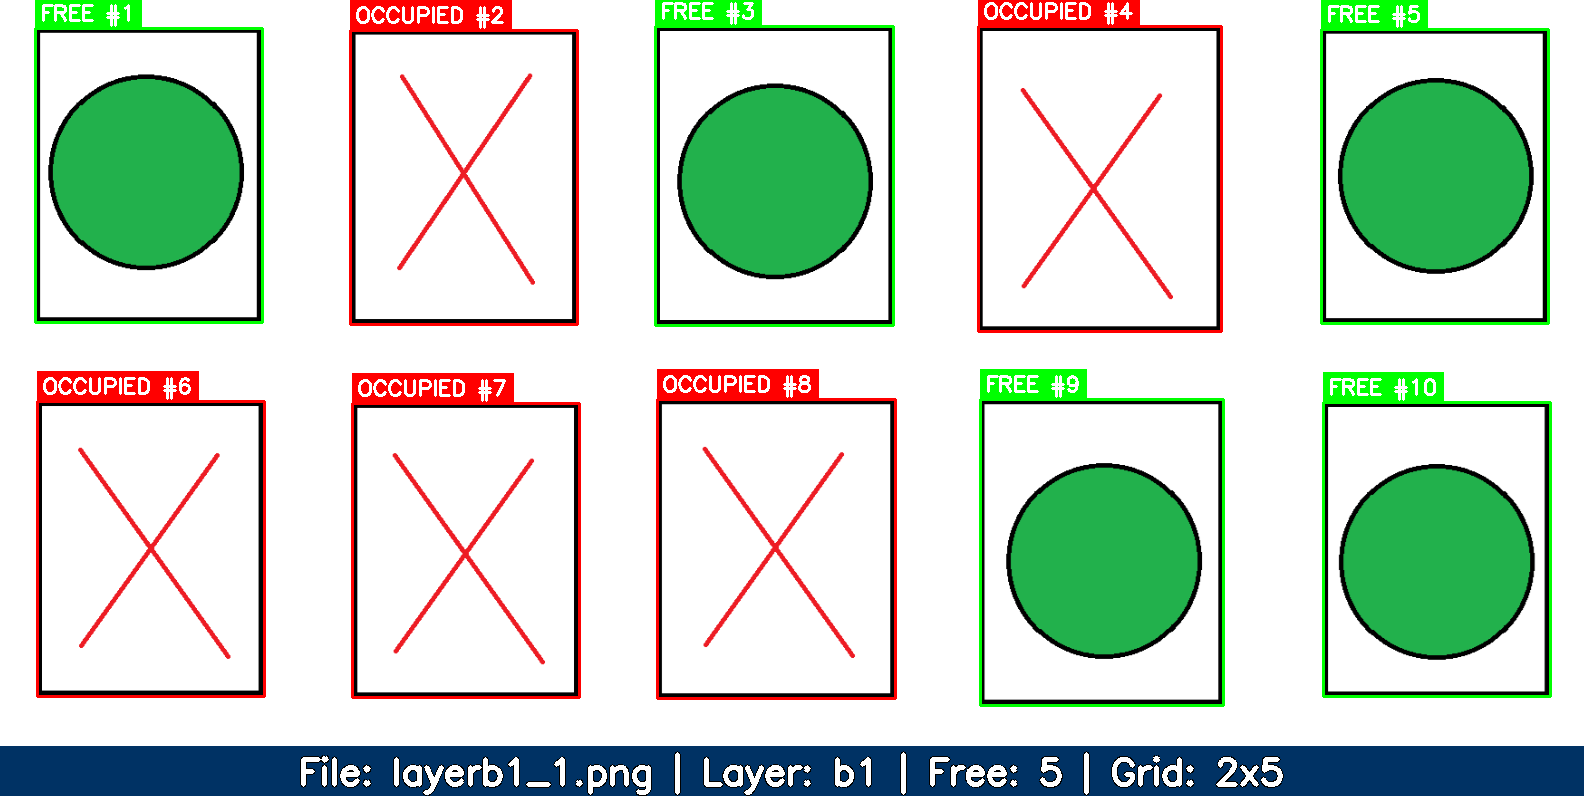 FREE #1
OCCUPIED #2
FREE #3
OCCUPIED #4
FREE #5
OCCUPIED #6
OCCUPIED #7
OCCUPIED #8
FREE #9
FREE #10
File: layerb1_1.png | Layer: b1 | Free: 5 | Grid: 2x5